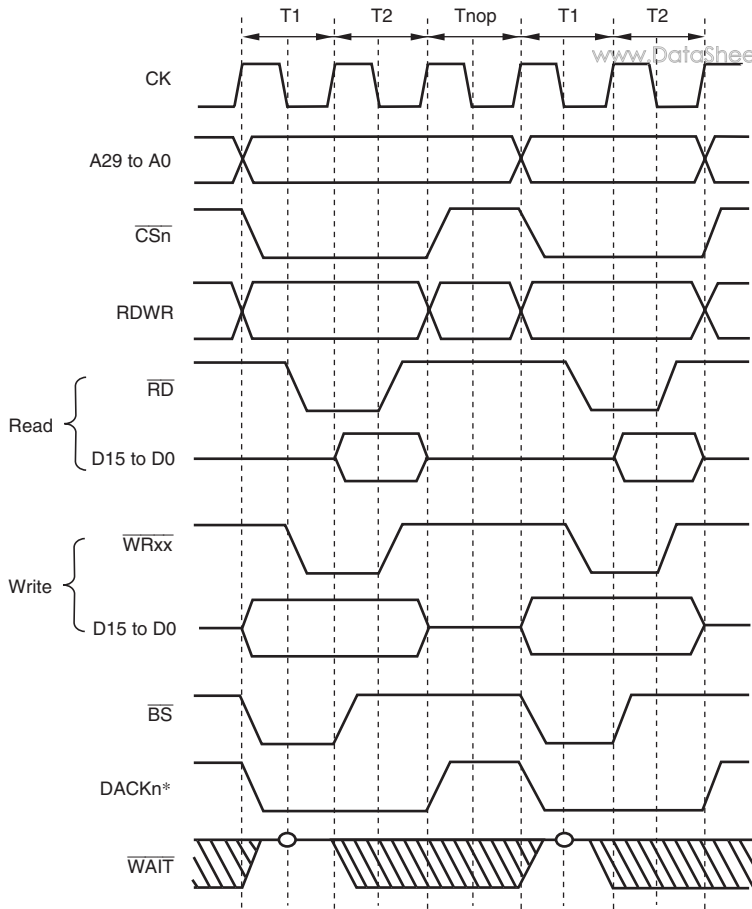 T1 T2 Tnop T1 T2
www.DataShee
CK
A29 to A0
CSn
RDWR
RD
Read
D15 to D0
WRxx
Write
D15 to D0
BS
DACKn*
WAIT